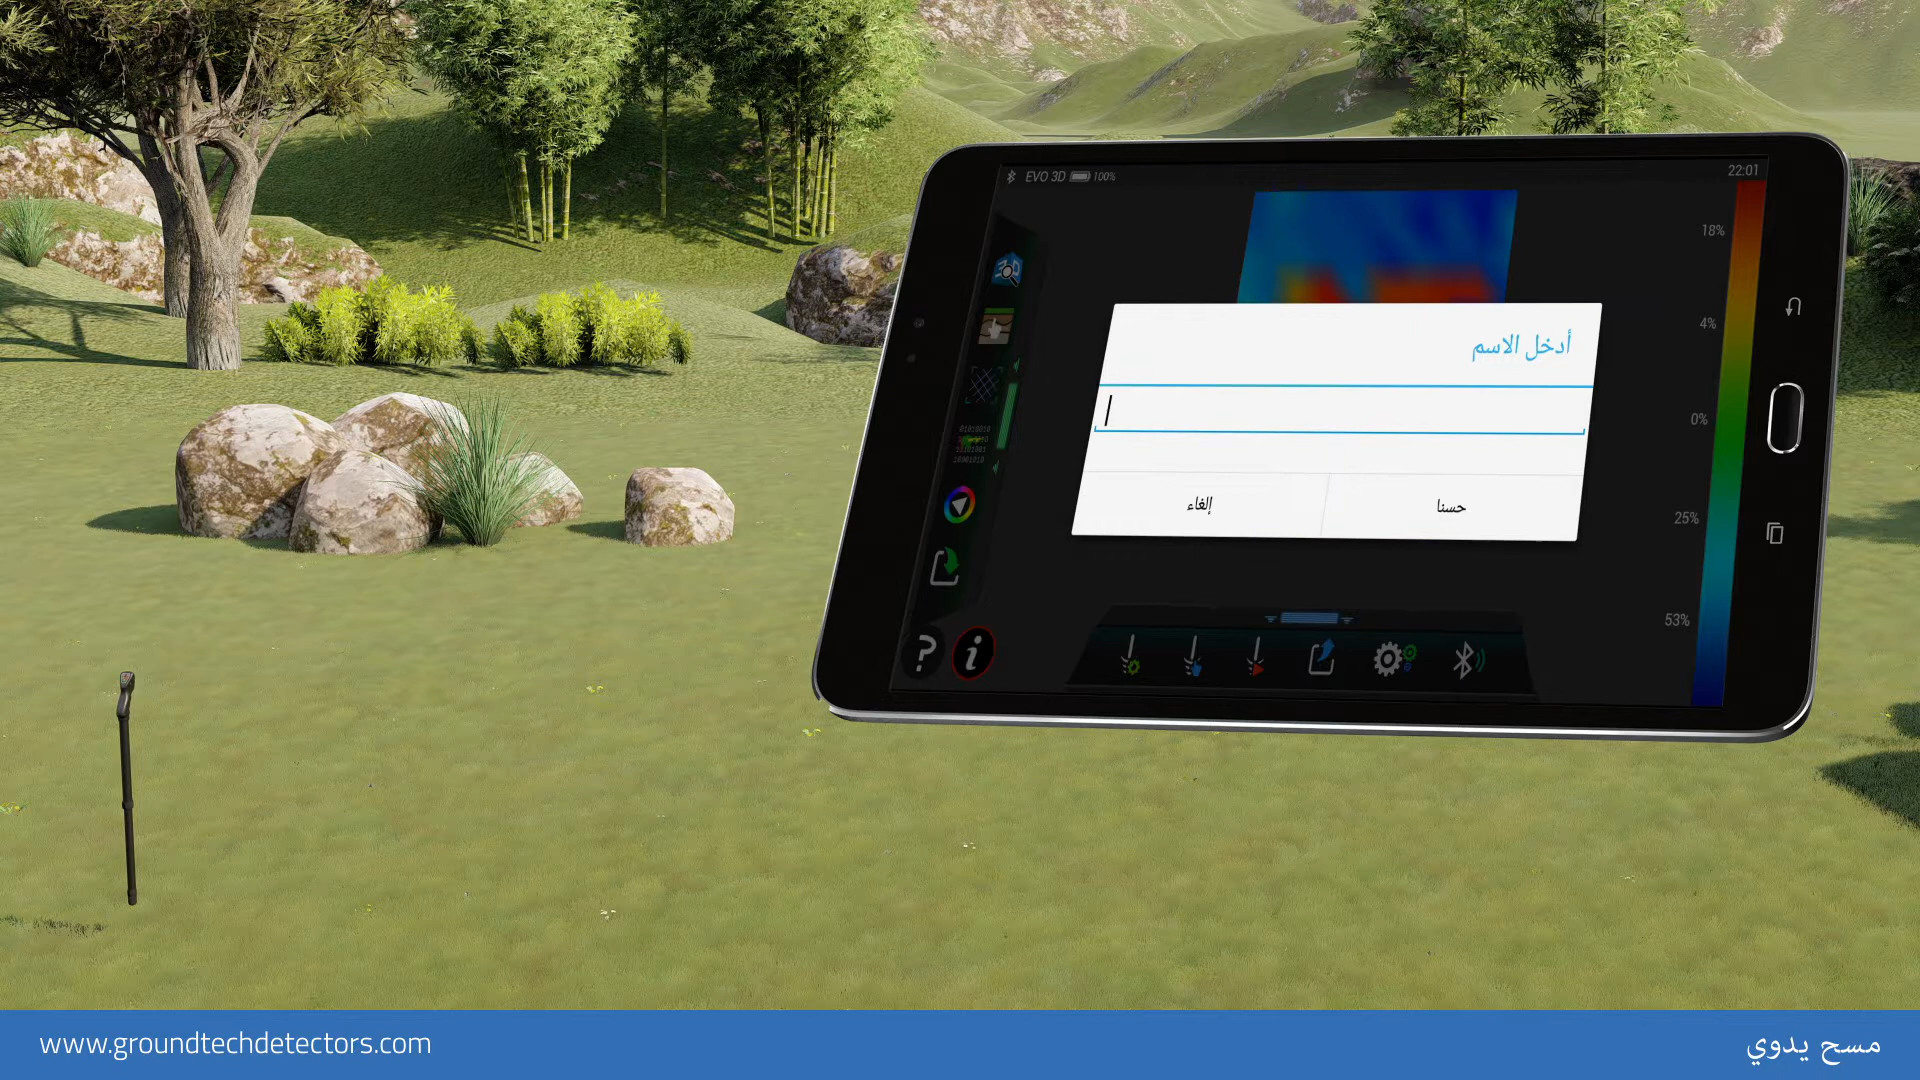 EVO 3D 100%
22:01
18%
4%
0%
25%
53%
أدخل الاسم
حسنا
إلغاء
?
i
www.groundtechdetectors.com
مسح يدوي